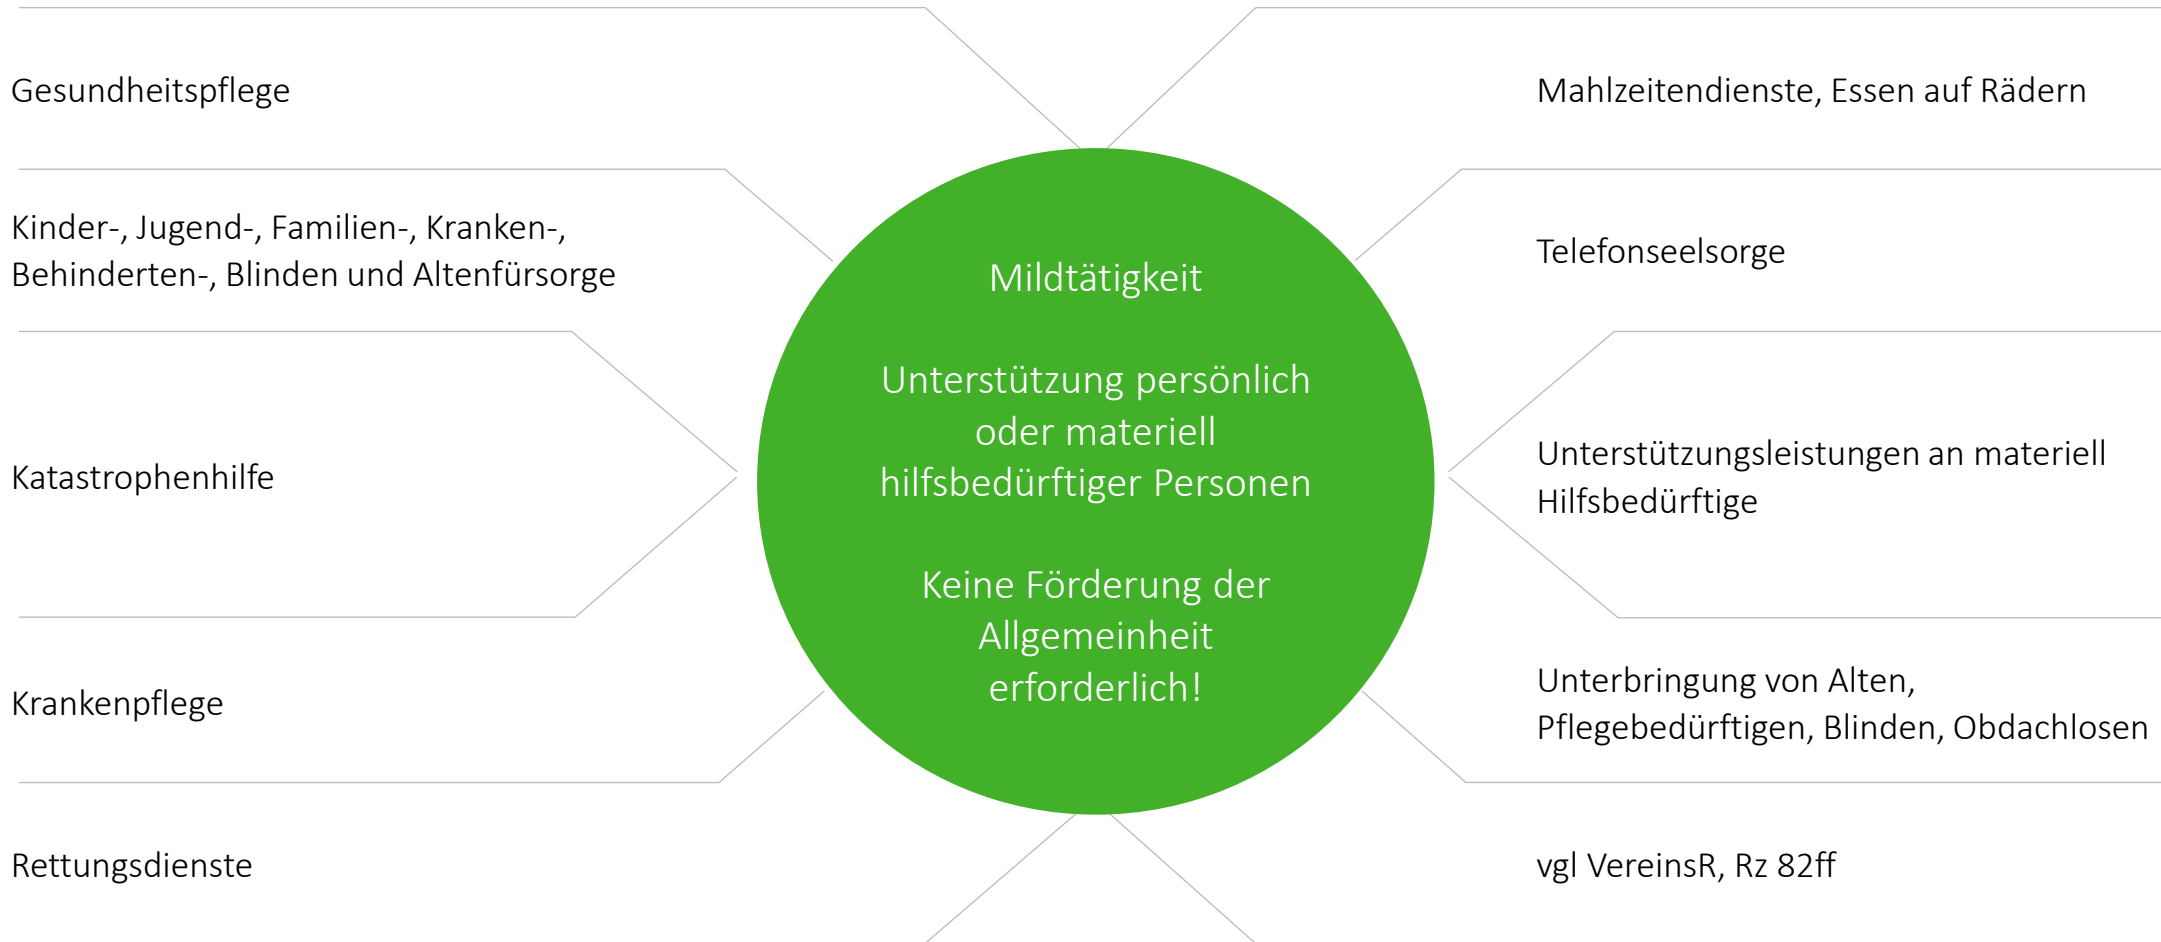 Gesundheitspflege
Kinder-, Jugend-, Familien-, Kranken-,
Behinderten-, Blinden und Altenfürsorge
Katastrophenhilfe
Krankenpflege
Rettungsdienste
Mildtätigkeit
Unterstützung persönlich
oder materiell
hilfsbedürftiger Personen
Keine Förderung der
Allgemeinheit
erforderlich!
Mahlzeitendienste, Essen auf Rädern
Telefonseelsorge
Unterstützungsleistungen an materiell
Hilfsbedürftige
Unterbringung von Alten,
Pflegebedürftigen, Blinden, Obdachlosen
vgl VereinsR, Rz 82ff